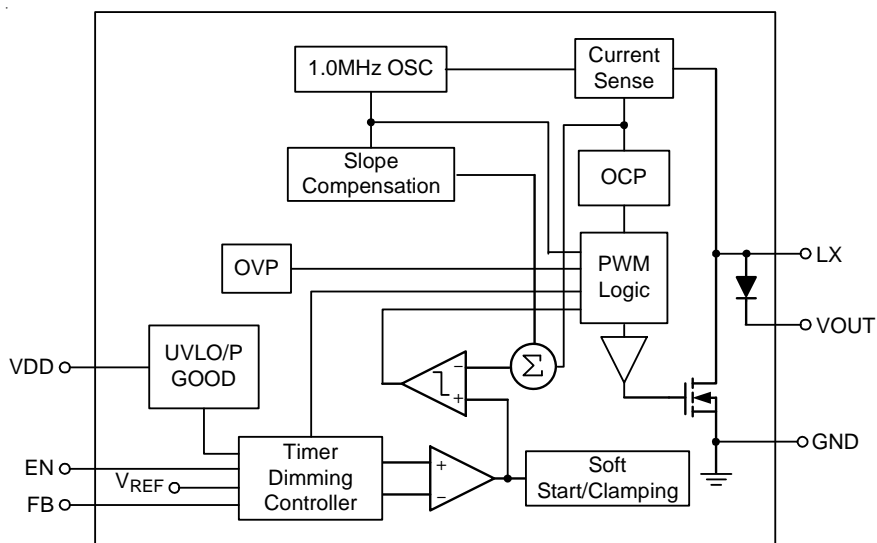 1.0MHz OSC
Current
Sense
Slope
Compensation
OCP
OVP
PWM
Logic
LX
VOUT
VDD
UVLO/P
GOOD
Σ
−
+
GND
EN
VREF
FB
Timer
Dimming
Controller
+
−
Soft
Start/Clamping